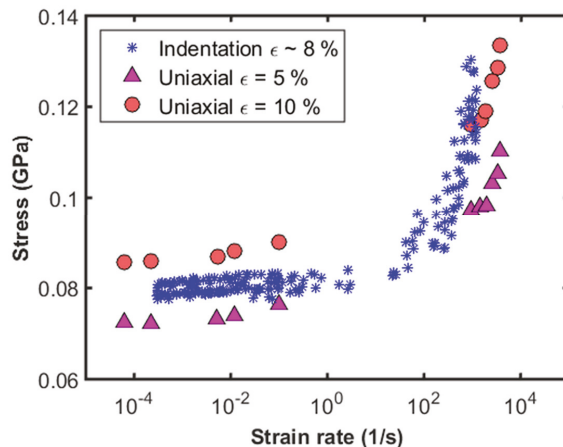 0.14
0.12
0.1
0.08
0.06
Stress (GPa)
Indentation ϵ ~ 8 %
Uniaxial ϵ = 5 %
Uniaxial ϵ = 10 %
10⁻⁴ 10⁻² 10⁰ 10² 10⁴
Strain rate (1/s)